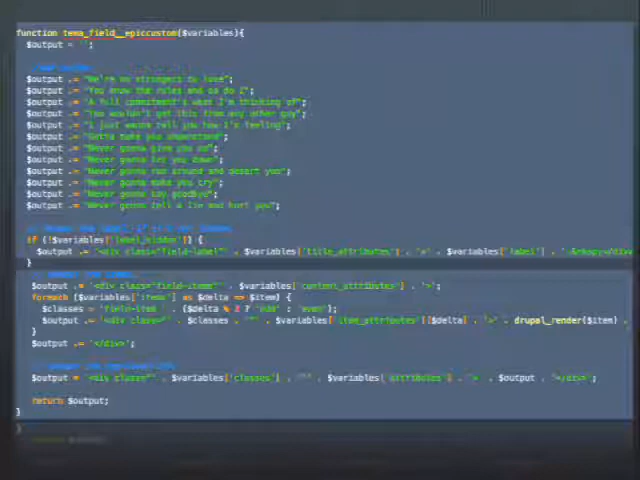 function tema_field__epiccustom($variables){
$output = '';
$output .= "We're no strangers to love";
$output .= "You know the rules and so do I";
$output .= "A full commitment's what I'm thinking of";
$output .= "You wouldn't get this from any other guy";
$output .= "I just wanna tell you how I'm feeling";
$output .= "Gotta make you understand";
$output .= "Never gonna give you up";
$output .= "Never gonna let you down";
$output .= "Never gonna run around and desert you";
$output .= "Never gonna make you cry";
$output .= "Never gonna say goodbye";
$output .= "Never gonna tell a lie and hurt you";
if (!$variables['label_hidden']) {
$output .= '<div class="field-label"' . $variables['title_attributes'] . '>' . $variables['label'] . ':&nbsp;</div>
}
$output .= '<div class="field-items"' . $variables['content_attributes'] . '>';
foreach ($variables['items'] as $delta => $item) {
$classes = 'field-item ' . ($delta % 2 ? 'odd' : 'even');
$output .= '<div class="' . $classes . '"' . $variables['item_attributes'][$delta] . '>' . drupal_render($item) .
}
$output .= '</div>';
$output = '<div class="' . $variables['classes'] . '"' . $variables['attributes'] . '>' . $output . '</div>';
return $output;
}
}